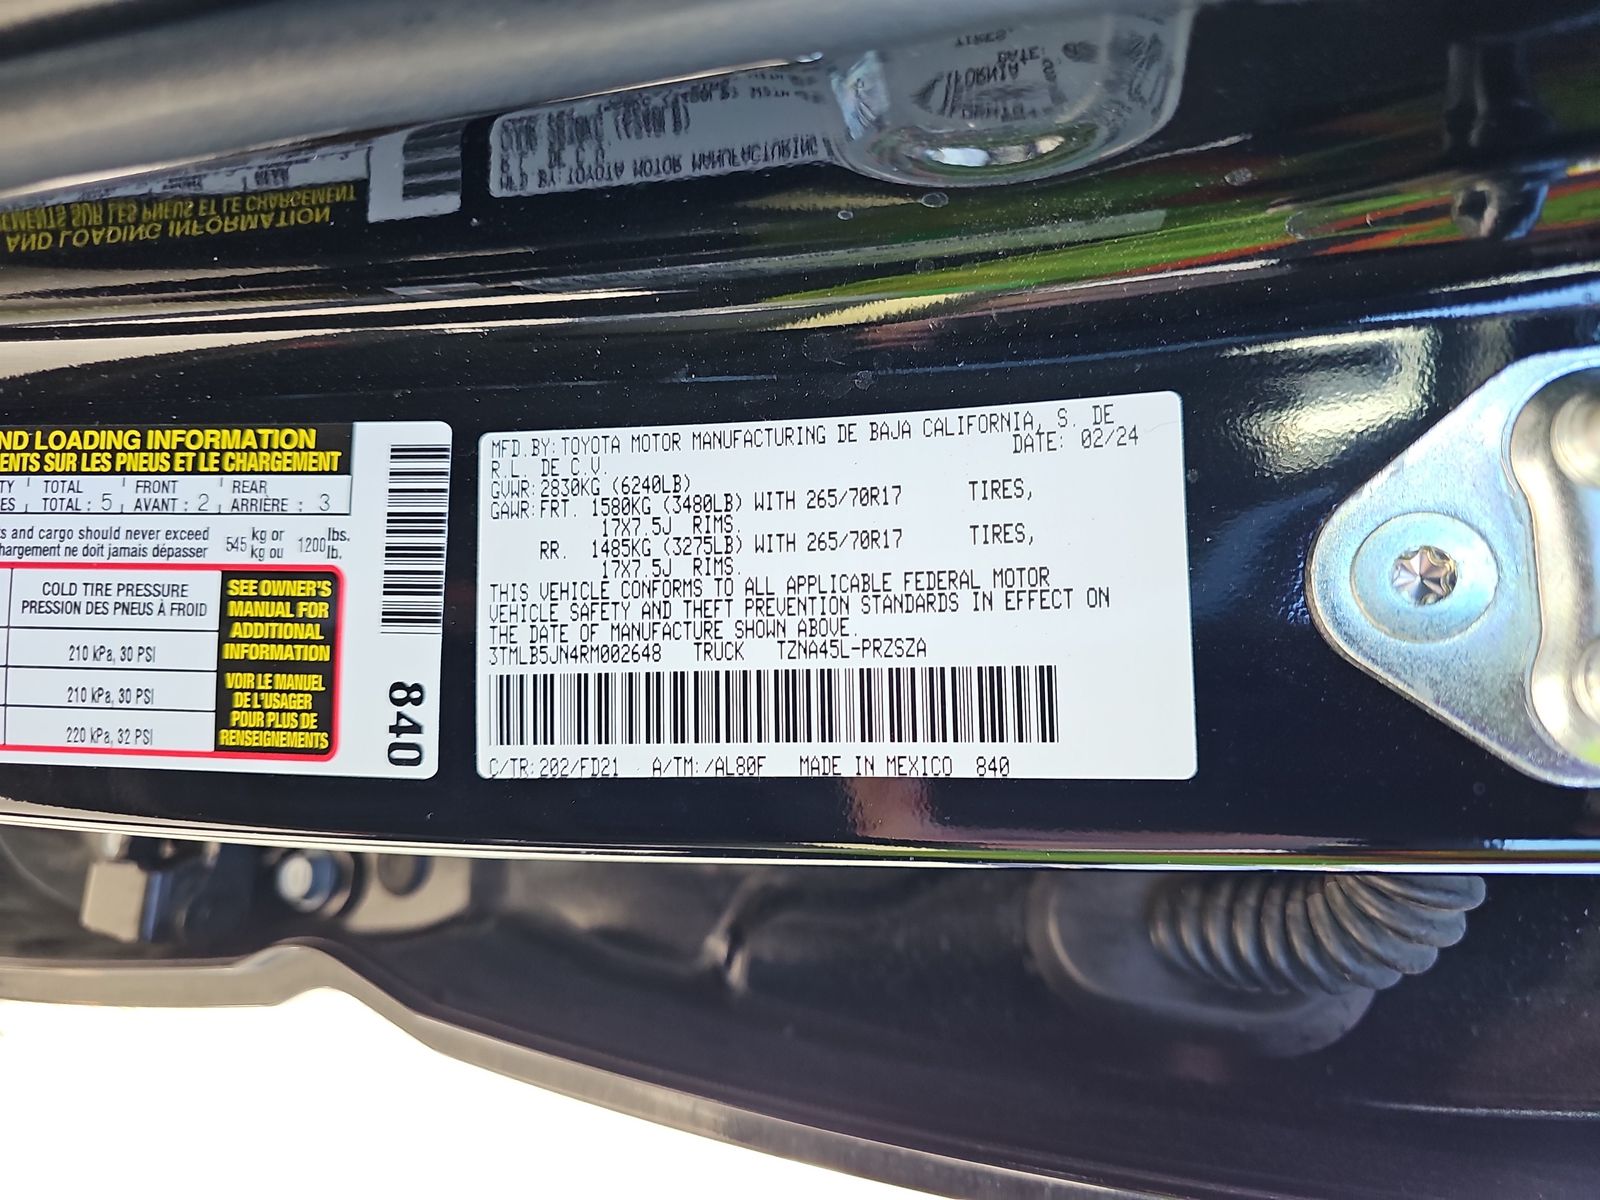 ND LOADING INFORMATION
ENTS SUR LES PNEUS ET LE CHARGEMENT
TY TOTAL FRONT REAR
ES TOTAL : 5 AVANT : 2 ARRIÈRE : 3
ts and cargo should never exceed 545 kg or 1200 lbs.
chargement ne doit jamais dépasser kg ou lb.
COLD TIRE PRESSURE
PRESSION DES PNEUS À FROID
210 kPa, 30 PSI
210 kPa, 30 PSI
220 kPa, 32 PSI
SEE OWNER'S
MANUAL FOR
ADDITIONAL
INFORMATION
VOIR LE MANUEL
DE L'USAGER
POUR PLUS DE
RENSEIGNEMENTS
840
MFD.BY:TOYOTA MOTOR MANUFACTURING DE BAJA CALIFORNIA, S. DE
R.L. DE C.V. DATE: 02/24
GVWR:2830KG (6240LB)
GAWR:FRT. 1580KG (3480LB) WITH 265/70R17 TIRES,
17X7.5J RIMS.
RR. 1485KG (3275LB) WITH 265/70R17 TIRES,
17X7.5J RIMS.
THIS VEHICLE CONFORMS TO ALL APPLICABLE FEDERAL MOTOR
VEHICLE SAFETY AND THEFT PREVENTION STANDARDS IN EFFECT ON
THE DATE OF MANUFACTURE SHOWN ABOVE.
3TMLB5JN4RM002648 TRUCK TZNA45L-PRZSZA
C/TR:202/FD21 A/TM:/AL80F MADE IN MEXICO 840